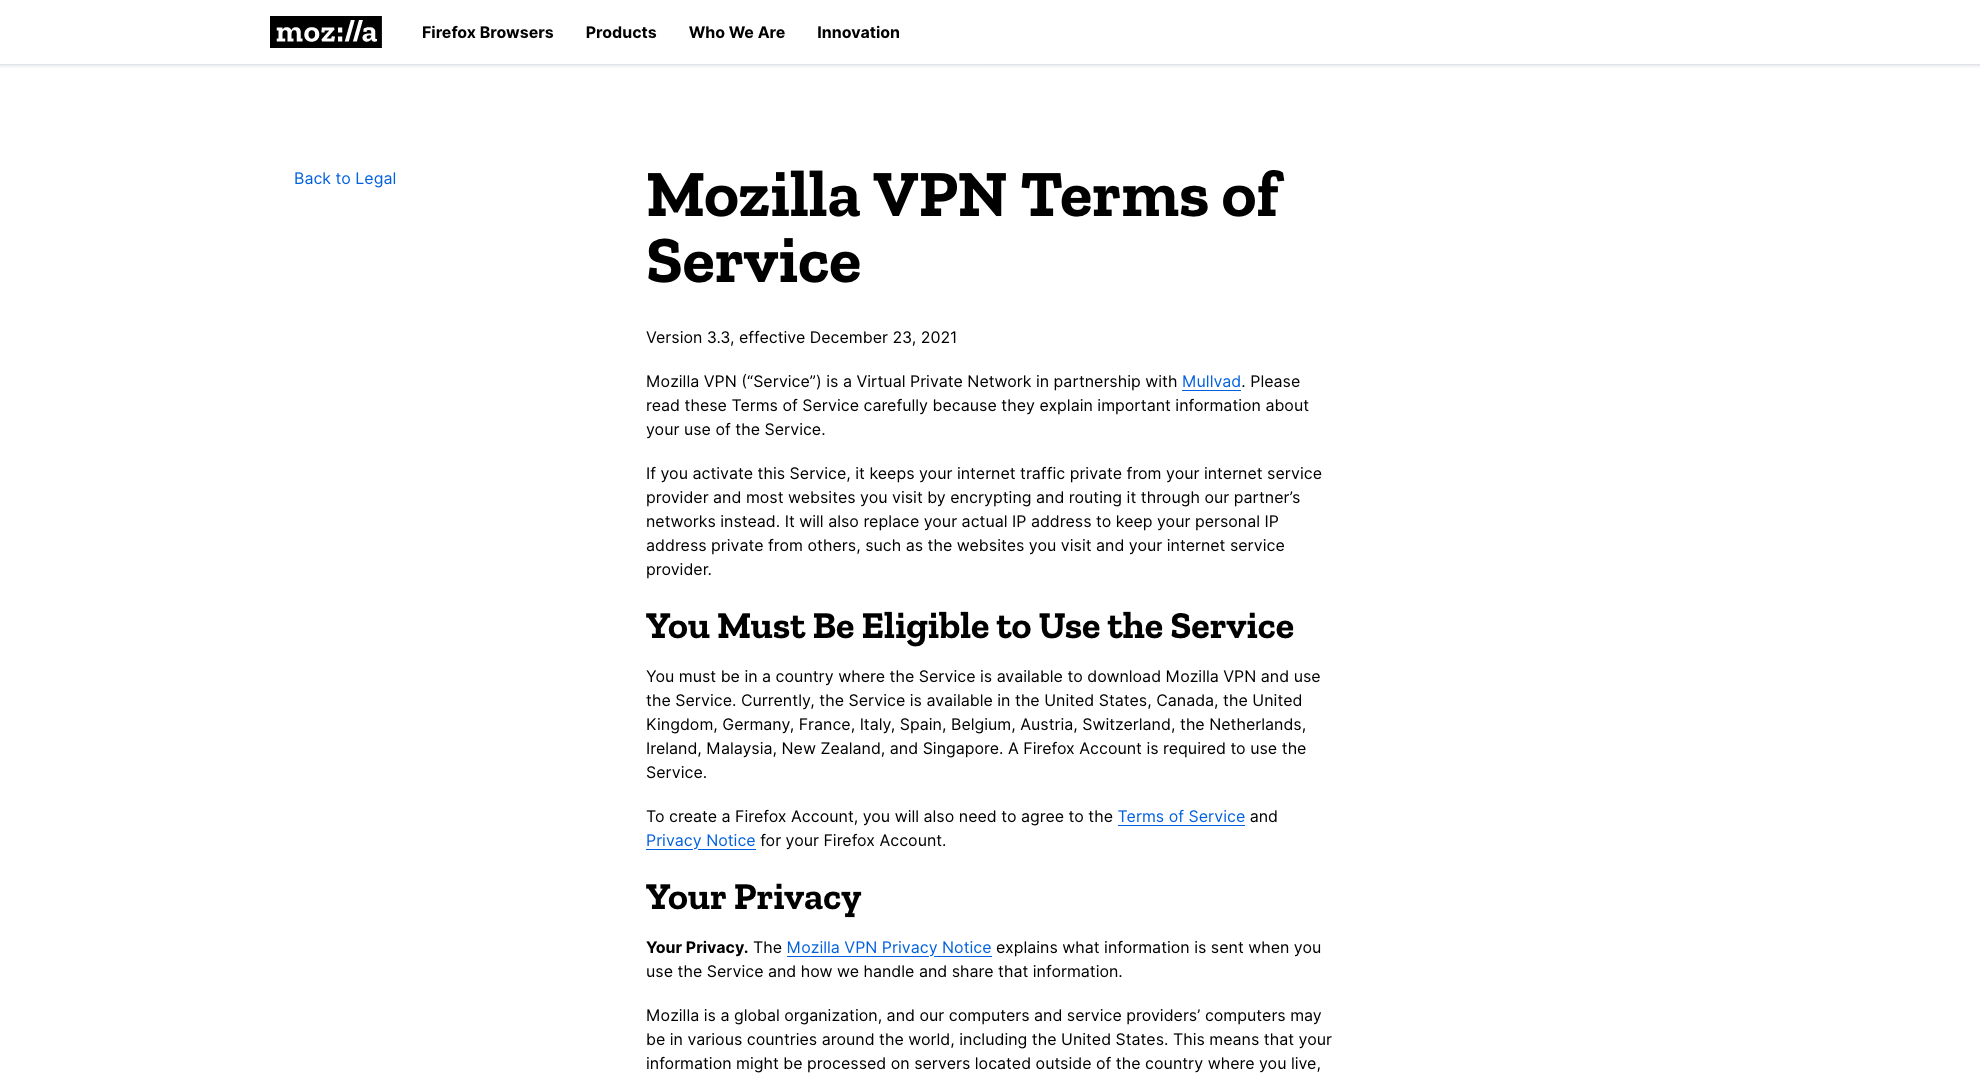 moz://a
Firefox Browsers
Products
Who We Are
Innovation
Back to Legal
Mozilla VPN Terms of
Service
Version 3.3, effective December 23, 2021
Mozilla VPN (“Service”) is a Virtual Private Network in partnership with Mullvad. Please
read these Terms of Service carefully because they explain important information about
your use of the Service.
If you activate this Service, it keeps your internet traffic private from your internet service
provider and most websites you visit by encrypting and routing it through our partner’s
networks instead. It will also replace your actual IP address to keep your personal IP
address private from others, such as the websites you visit and your internet service
provider.
You Must Be Eligible to Use the Service
You must be in a country where the Service is available to download Mozilla VPN and use
the Service. Currently, the Service is available in the United States, Canada, the United
Kingdom, Germany, France, Italy, Spain, Belgium, Austria, Switzerland, the Netherlands,
Ireland, Malaysia, New Zealand, and Singapore. A Firefox Account is required to use the
Service.
To create a Firefox Account, you will also need to agree to the Terms of Service and
Privacy Notice for your Firefox Account.
Your Privacy
Your Privacy. The Mozilla VPN Privacy Notice explains what information is sent when you
use the Service and how we handle and share that information.
Mozilla is a global organization, and our computers and service providers’ computers may
be in various countries around the world, including the United States. This means that your
information might be processed on servers located outside of the country where you live,